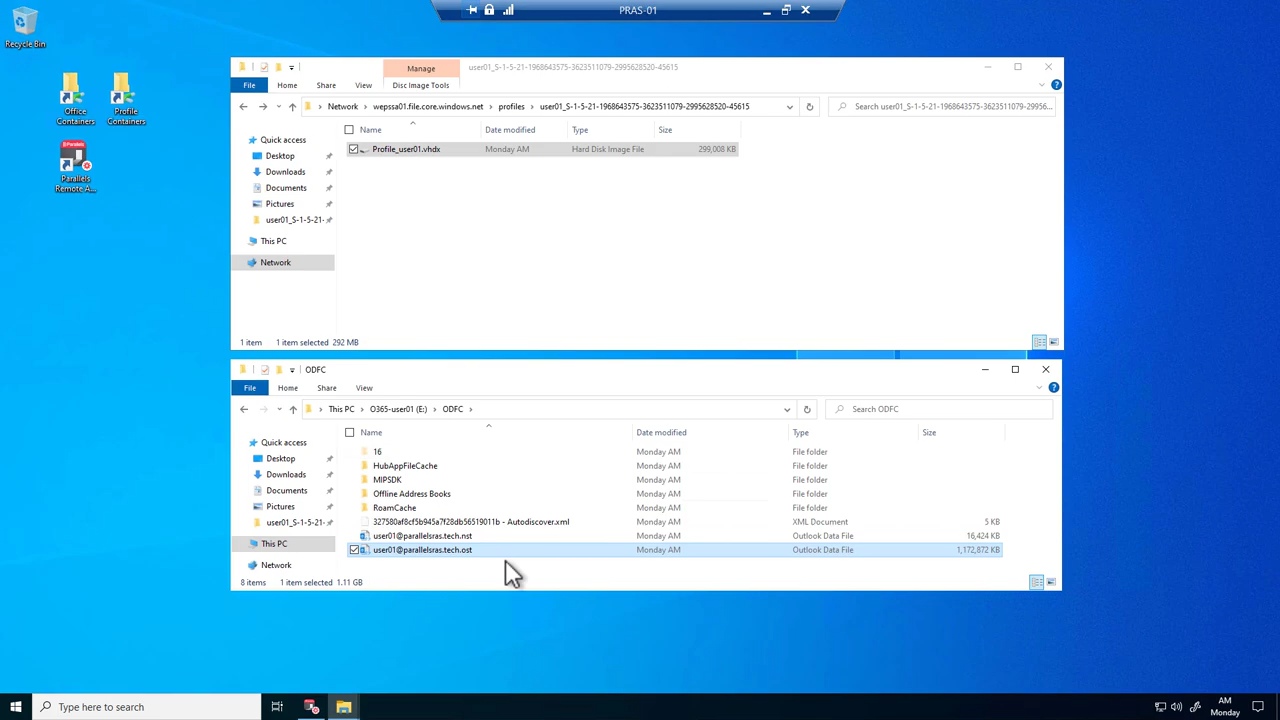 PRAS-01
Recycle Bin
Office Containers
Profile Containers
Parallels Remote A...
Manage
user01_S-1-5-21-1968643575-3623511079-2995628520-45615
File Home Share View Disc Image Tools
Network › wepssa01.file.core.windows.net › profiles › user01_S-1-5-21-1968643575-3623511079-2995628520-45615
Search user01_S-1-5-21-1968643575-3623511079-29956...
Name Date modified Type Size
Profile_user01.vhdx Monday AM Hard Disk Image File 299,008 KB
Quick access
Desktop
Downloads
Documents
Pictures
user01_S-1-5-21-
This PC
Network
1 item 1 item selected 292 MB
ODFC
File Home Share View
This PC › O365-user01 (E:) › ODFC ›
Search ODFC
Name Date modified Type Size
16 Monday AM File folder
HubAppFileCache Monday AM File folder
MIPSDK Monday AM File folder
Offline Address Books Monday AM File folder
RoamCache Monday AM File folder
327580af8cf5b945a7f28db56519011b - Autodiscover.xml Monday AM XML Document 5 KB
user01@parallelsras.tech.nst Monday AM Outlook Data File 16,424 KB
user01@parallelsras.tech.ost Monday AM Outlook Data File 1,172,872 KB
Quick access
Desktop
Downloads
Documents
Pictures
user01_S-1-5-21-
This PC
Network
8 items 1 item selected 1.11 GB
Type here to search
AM
Monday